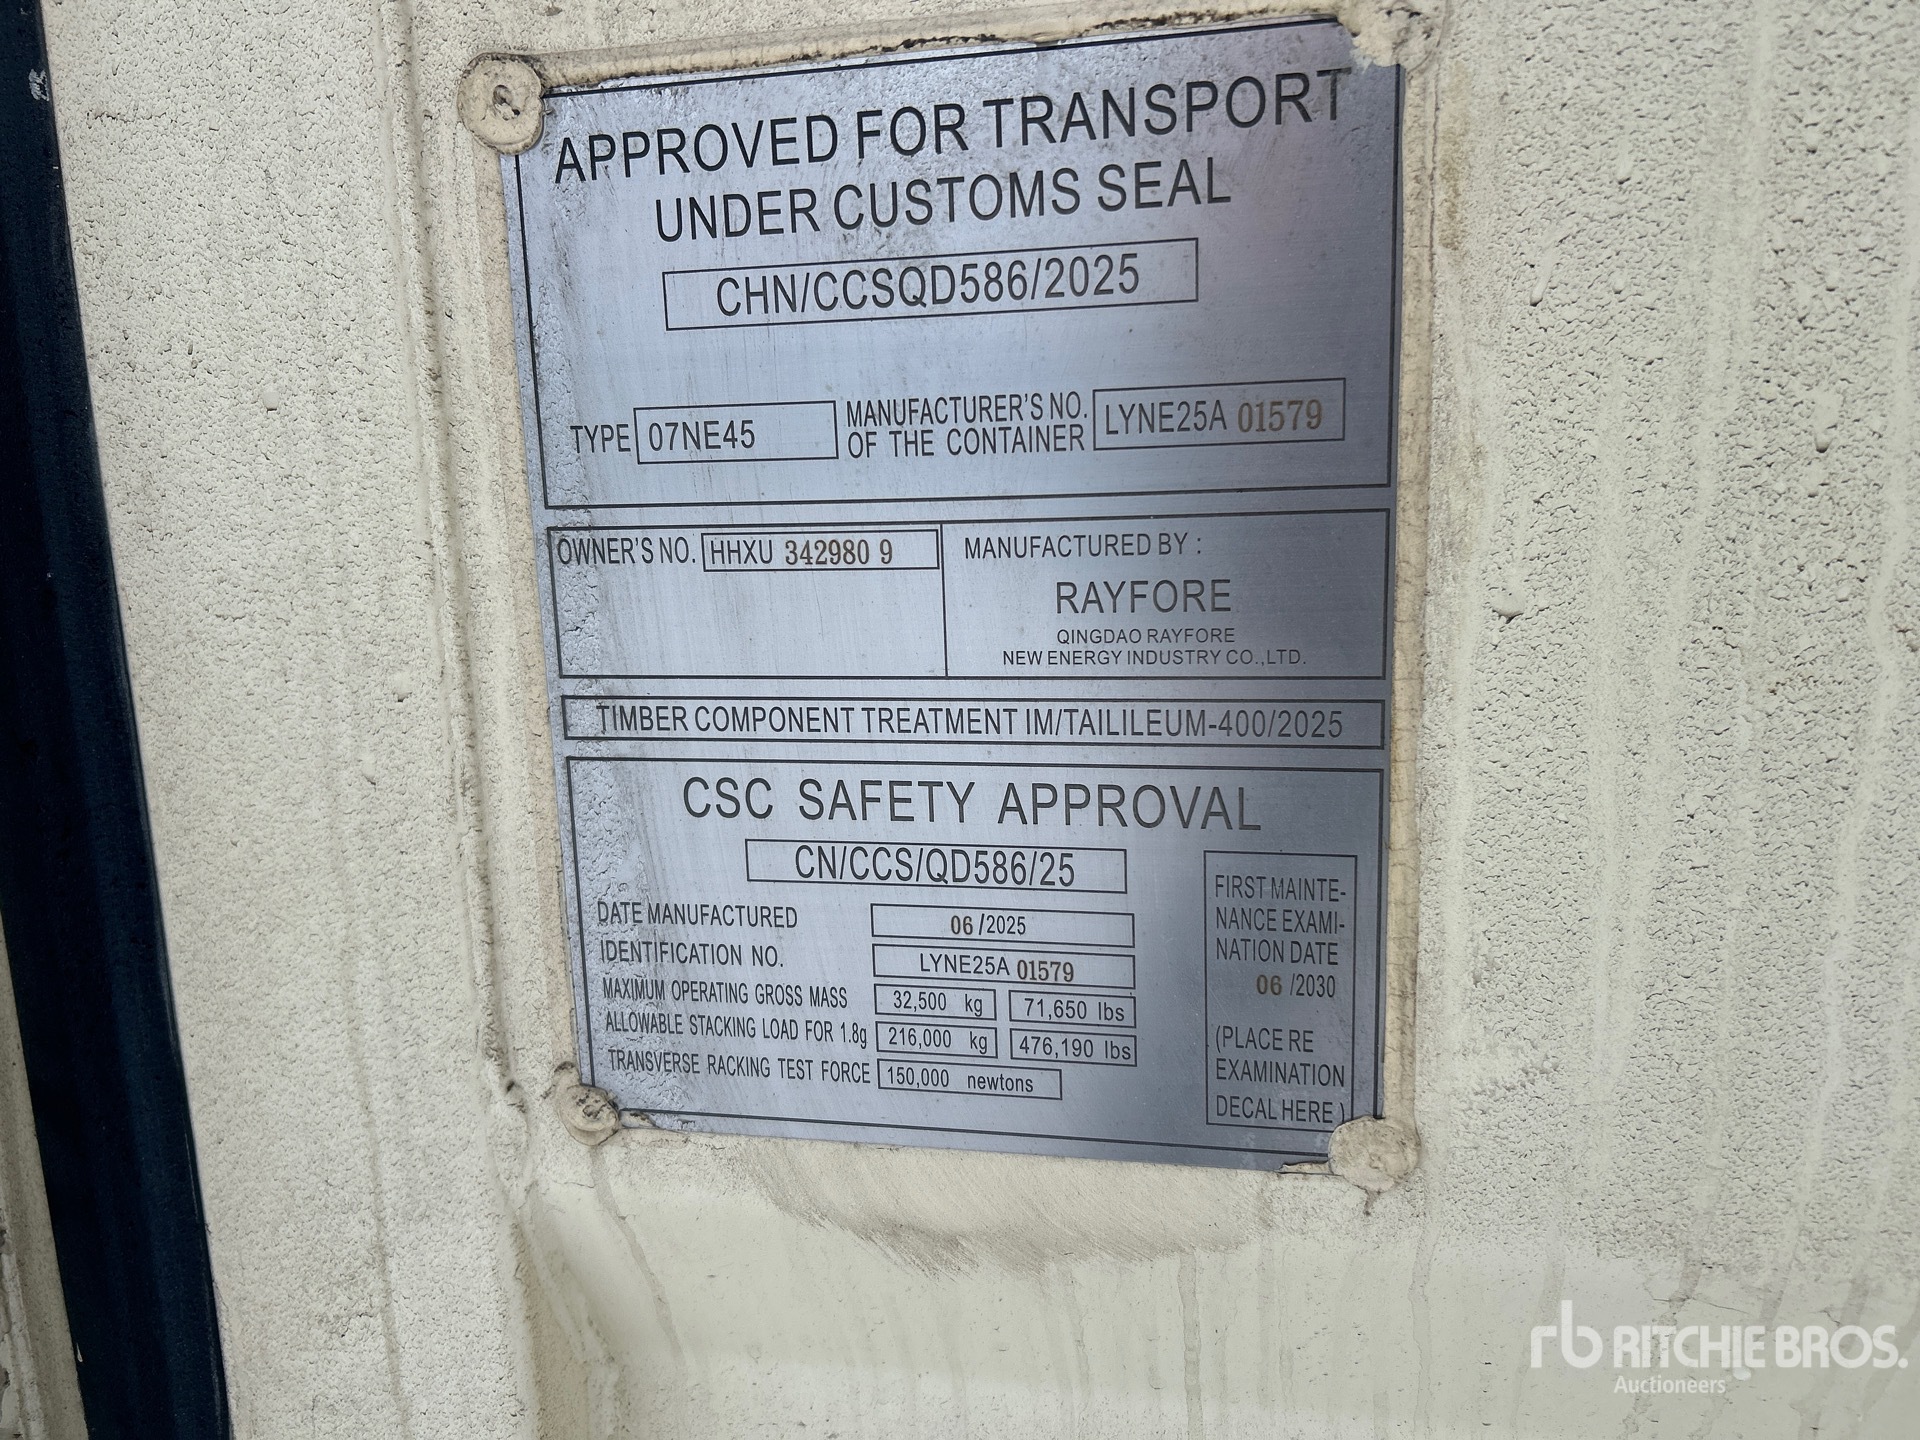 APPROVED FOR TRANSPORT
UNDER CUSTOMS SEAL
CHN/CCSQD586/2025
TYPE 07NE45
MANUFACTURER'S NO.
OF THE CONTAINER
LYNE25A 01579
OWNER'S NO. HHXU 342980 9
MANUFACTURED BY :
RAYFORE
QINGDAO RAYFORE
NEW ENERGY INDUSTRY CO.,LTD.
TIMBER COMPONENT TREATMENT IM/TAILILEUM-400/2025
CSC SAFETY APPROVAL
CN/CCS/QD586/25
DATE MANUFACTURED 06 /2025
IDENTIFICATION NO. LYNE25A 01579
MAXIMUM OPERATING GROSS MASS 32,500 kg 71,650 lbs
ALLOWABLE STACKING LOAD FOR 1.8g 216,000 kg 476,190 lbs
TRANSVERSE RACKING TEST FORCE 150,000 newtons
FIRST MAINTE-
NANCE EXAMI-
NATION DATE
06 /2030
(PLACE RE
EXAMINATION
DECAL HERE )
rb RITCHIE BROS.
Auctioneers